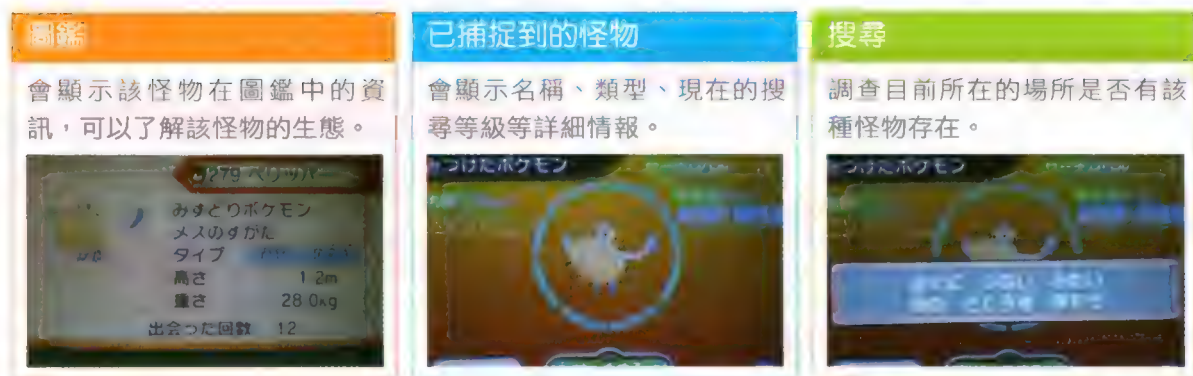 圖鑑
會顯示該怪物在圖鑑中的資
訊,可以了解該怪物的生態。
279 ペリッパー
みずとりポケモン
メスのすがた
タイプ
高さ 1.2m
重さ 28.0kg
出会った回数 12
已捕捉到的怪物
會顯示名稱、類型、現在的搜
尋等級等詳細情報。
つけたポケモン
搜尋
調查目前所在的場所是否有該
種怪物存在。
つけたポケモン